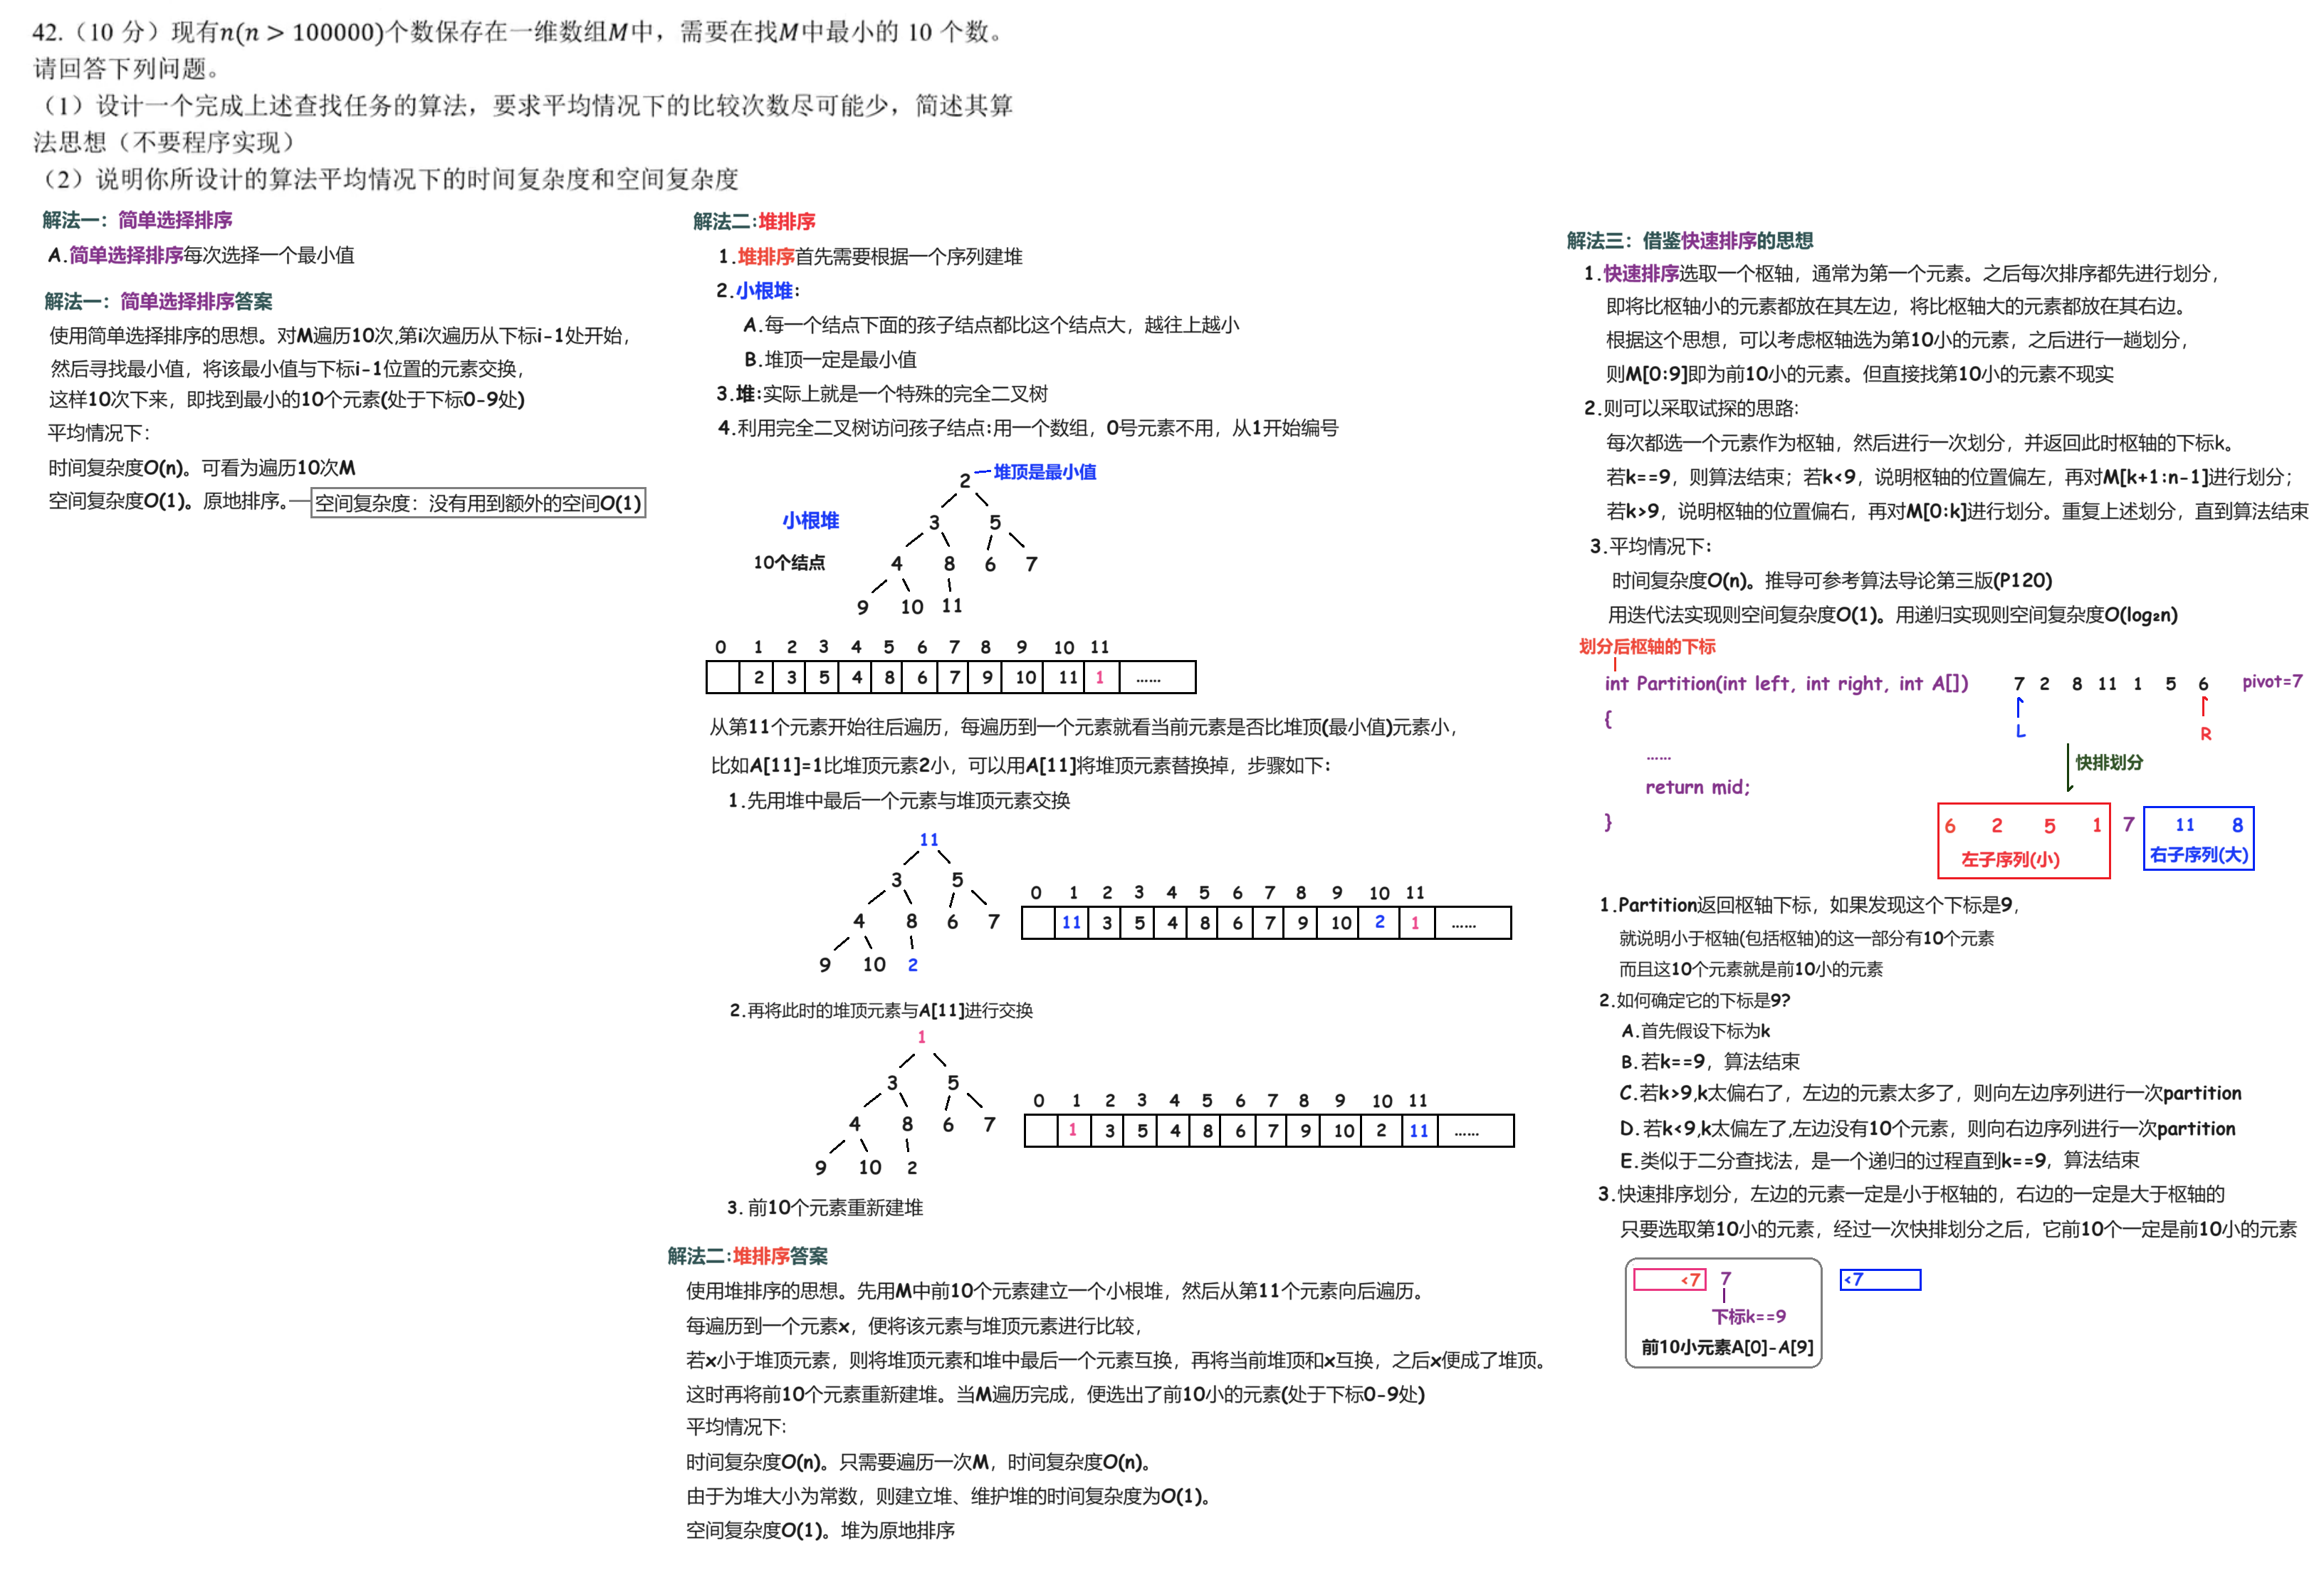 42.（10 分）现有n(n > 100000)个数保存在一维数组M中，需要在找M中最小的 10 个数。
请回答下列问题。
（1）设计一个完成上述查找任务的算法，要求平均情况下的比较次数尽可能少，简述其算
法思想（不要程序实现）
（2）说明你所设计的算法平均情况下的时间复杂度和空间复杂度
解法一：简单选择排序
A.简单选择排序每次选择一个最小值
解法一：简单选择排序答案
使用简单选择排序的思想。对M遍历10次,第i次遍历从下标i-1处开始，
然后寻找最小值，将该最小值与下标i-1位置的元素交换，
这样10次下来，即找到最小的10个元素(处于下标0-9处)
平均情况下：
时间复杂度O(n)。可看为遍历10次M
空间复杂度O(1)。原地排序。
空间复杂度：没有用到额外的空间O(1)
解法二:堆排序
1.堆排序首先需要根据一个序列建堆
2.小根堆:
A.每一个结点下面的孩子结点都比这个结点大，越往上越小
B.堆顶一定是最小值
3.堆:实际上就是一个特殊的完全二叉树
4.利用完全二叉树访问孩子结点:用一个数组，0号元素不用，从1开始编号
2
堆顶是最小值
小根堆
3 5
10个结点
4 8 6 7
9 10 11
0 1 2 3 4 5 6 7 8 9 10 11
2 3 5 4 8 6 7 9 10 11 1 ......
从第11个元素开始往后遍历，每遍历到一个元素就看当前元素是否比堆顶(最小值)元素小，
比如A[11]=1比堆顶元素2小，可以用A[11]将堆顶元素替换掉，步骤如下：
1.先用堆中最后一个元素与堆顶元素交换
11
3 5
4 8 6 7
9 10 2
0 1 2 3 4 5 6 7 8 9 10 11
11 3 5 4 8 6 7 9 10 2 1 ......
2.再将此时的堆顶元素与A[11]进行交换
1
3 5
4 8 6 7
9 10 2
0 1 2 3 4 5 6 7 8 9 10 11
1 3 5 4 8 6 7 9 10 2 11 ......
3. 前10个元素重新建堆
解法二:堆排序答案
使用堆排序的思想。先用M中前10个元素建立一个小根堆，然后从第11个元素向后遍历。
每遍历到一个元素x，便将该元素与堆顶元素进行比较，
若x小于堆顶元素，则将堆顶元素和堆中最后一个元素互换，再将当前堆顶和x互换，之后x便成了堆顶。
这时再将前10个元素重新建堆。当M遍历完成，便选出了前10小的元素(处于下标0-9处)
平均情况下:
时间复杂度O(n)。只需要遍历一次M，时间复杂度O(n)。
由于为堆大小为常数，则建立堆、维护堆的时间复杂度为O(1)。
空间复杂度O(1)。堆为原地排序
解法三：借鉴快速排序的思想
1.快速排序选取一个枢轴，通常为第一个元素。之后每次排序都先进行划分，
即将比枢轴小的元素都放在其左边，将比枢轴大的元素都放在其右边。
根据这个思想，可以考虑枢轴选为第10小的元素，之后进行一趟划分，
则M[0:9]即为前10小的元素。但直接找第10小的元素不现实
2.则可以采取试探的思路:
每次都选一个元素作为枢轴，然后进行一次划分，并返回此时枢轴的下标k。
若k==9，则算法结束；若k<9，说明枢轴的位置偏左，再对M[k+1:n-1]进行划分；
若k>9，说明枢轴的位置偏右，再对M[0:k]进行划分。重复上述划分，直到算法结束
3.平均情况下：
时间复杂度O(n)。推导可参考算法导论第三版(P120)
用迭代法实现则空间复杂度O(1)。用递归实现则空间复杂度O(log₂n)
划分后枢轴的下标
int Partition(int left, int right, int A[])
{
......
return mid;
}
7 2 8 11 1 5 6 pivot=7
L R
快排划分
6 2 5 1 7 11 8
左子序列(小) 右子序列(大)
1.Partition返回枢轴下标，如果发现这个下标是9，
就说明小于枢轴(包括枢轴)的这一部分有10个元素
而且这10个元素就是前10小的元素
2.如何确定它的下标是9?
A.首先假设下标为k
B.若k==9，算法结束
C.若k>9,k太偏右了，左边的元素太多了，则向左边序列进行一次partition
D.若k<9,k太偏左了,左边没有10个元素，则向右边序列进行一次partition
E.类似于二分查找法，是一个递归的过程直到k==9，算法结束
3.快速排序划分，左边的元素一定是小于枢轴的，右边的一定是大于枢轴的
只要选取第10小的元素，经过一次快排划分之后，它前10个一定是前10小的元素
<7 7 <7
下标k==9
前10小元素A[0]-A[9]